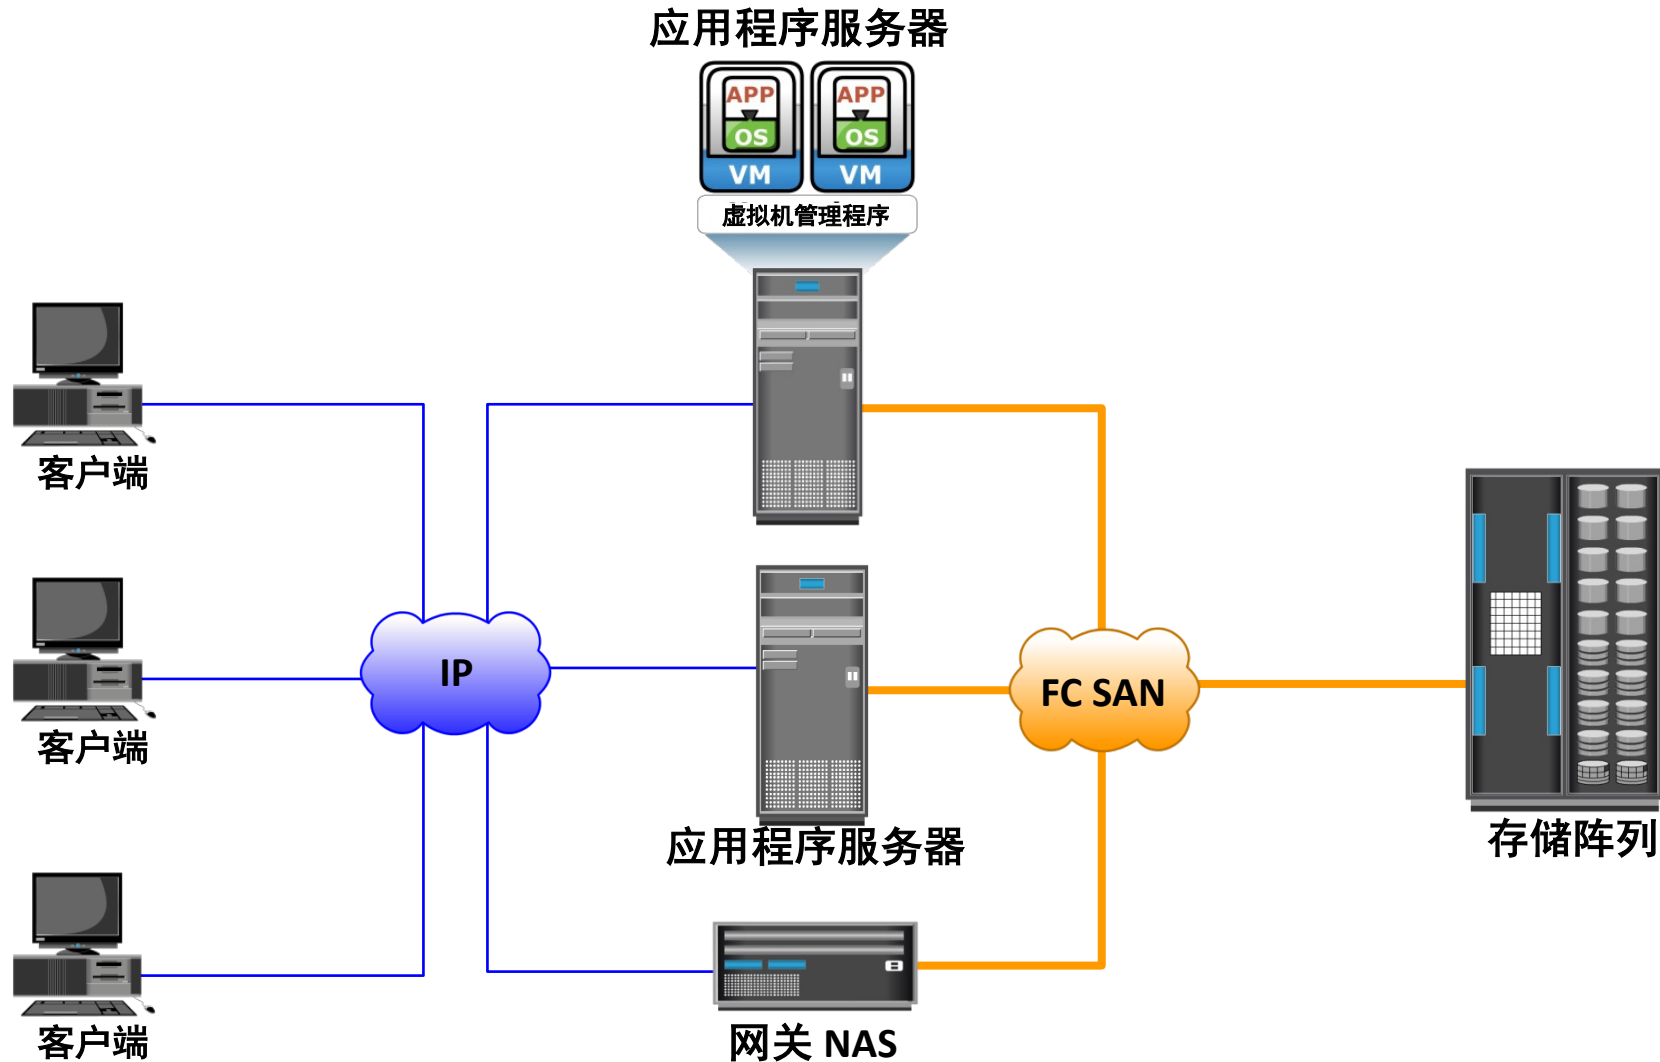 应用程序服务器
APP APP
OS OS
VM VM
虚拟机管理程序
客户端
客户端
IP
FC SAN
应用程序服务器
存储阵列
客户端
网关 NAS